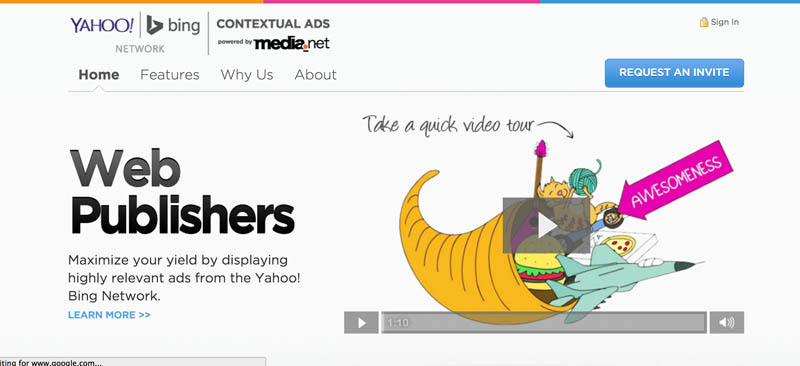 YAHOO! bing CONTEXTUAL ADS
NETWORK powered by media.net
Sign In
Home Features Why Us About
REQUEST AN INVITE
Take a quick video tour
AWESOMENESS
Web
Publishers
Maximize your yield by displaying
highly relevant ads from the Yahoo!
Bing Network.
LEARN MORE >>
1:10
iting for www.google.com...